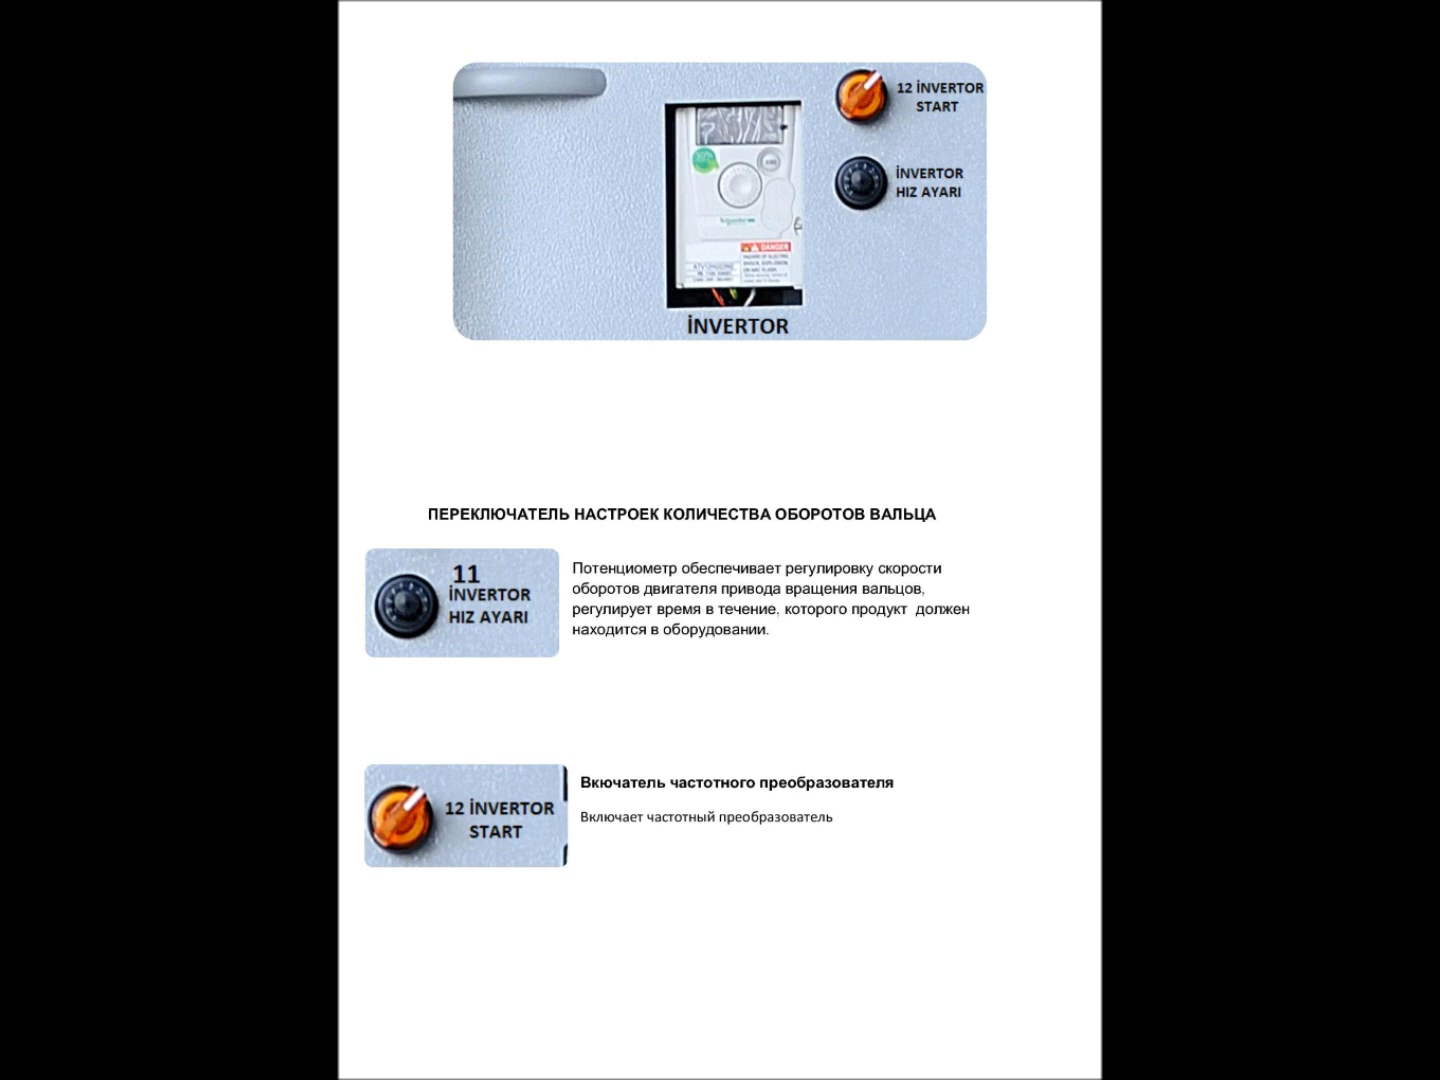 12 İNVERTOR
START
İNVERTOR
HIZ AYARI
DANGER
İNVERTOR
ПЕРЕКЛЮЧАТЕЛЬ НАСТРОЕК КОЛИЧЕСТВА ОБОРОТОВ ВАЛЬЦА
11
İNVERTOR
HIZ AYARI
Потенциометр обеспечивает регулировку скорости
оборотов двигателя привода вращения вальцов,
регулирует время в течение, которого продукт должен
находится в оборудовании.
12 İNVERTOR
START
Вкючатель частотного преобразователя
Включает частотный преобразователь